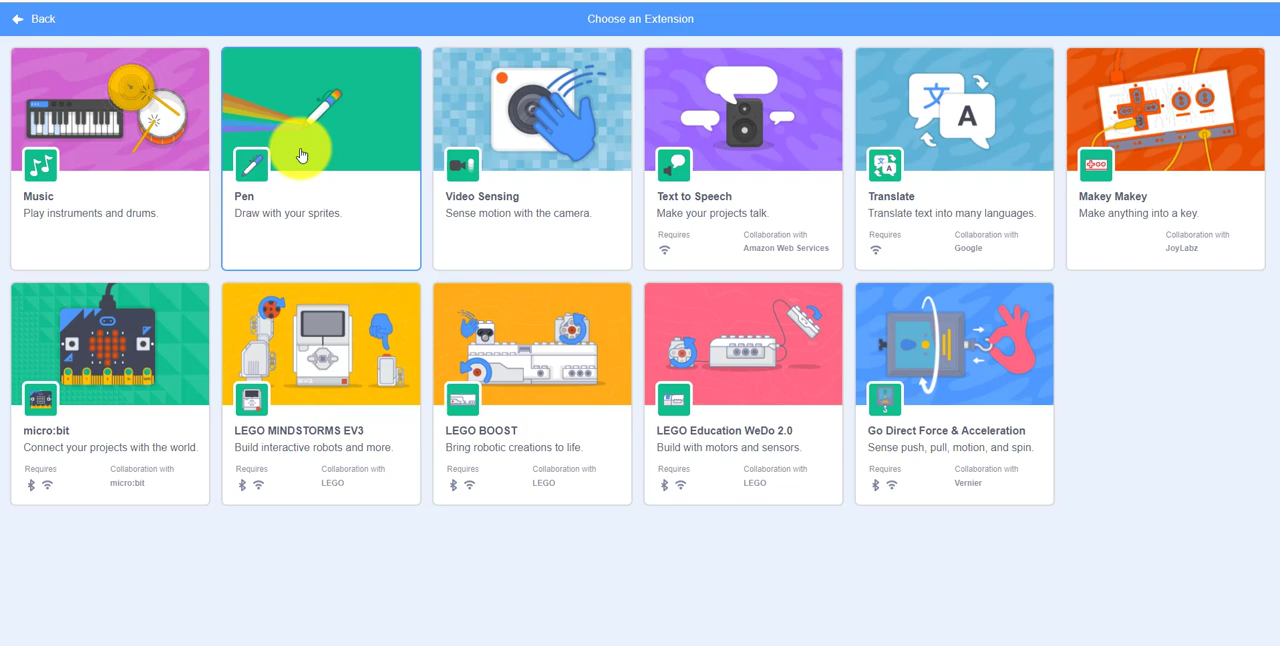 Back
Choose an Extension
Music
Play instruments and drums.
Pen
Draw with your sprites.
Video Sensing
Sense motion with the camera.
Text to Speech
Make your projects talk.
Requires
Collaboration with
Amazon Web Services
Translate
Translate text into many languages.
Requires
Collaboration with
Google
Makey Makey
Make anything into a key.
Collaboration with
JoyLabz
micro:bit
Connect your projects with the world.
Requires
Collaboration with
micro:bit
LEGO MINDSTORMS EV3
Build interactive robots and more.
Requires
Collaboration with
LEGO
LEGO BOOST
Bring robotic creations to life.
Requires
Collaboration with
LEGO
LEGO Education WeDo 2.0
Build with motors and sensors.
Requires
Collaboration with
LEGO
Go Direct Force & Acceleration
Sense push, pull, motion, and spin.
Requires
Collaboration with
Vernier
文
A